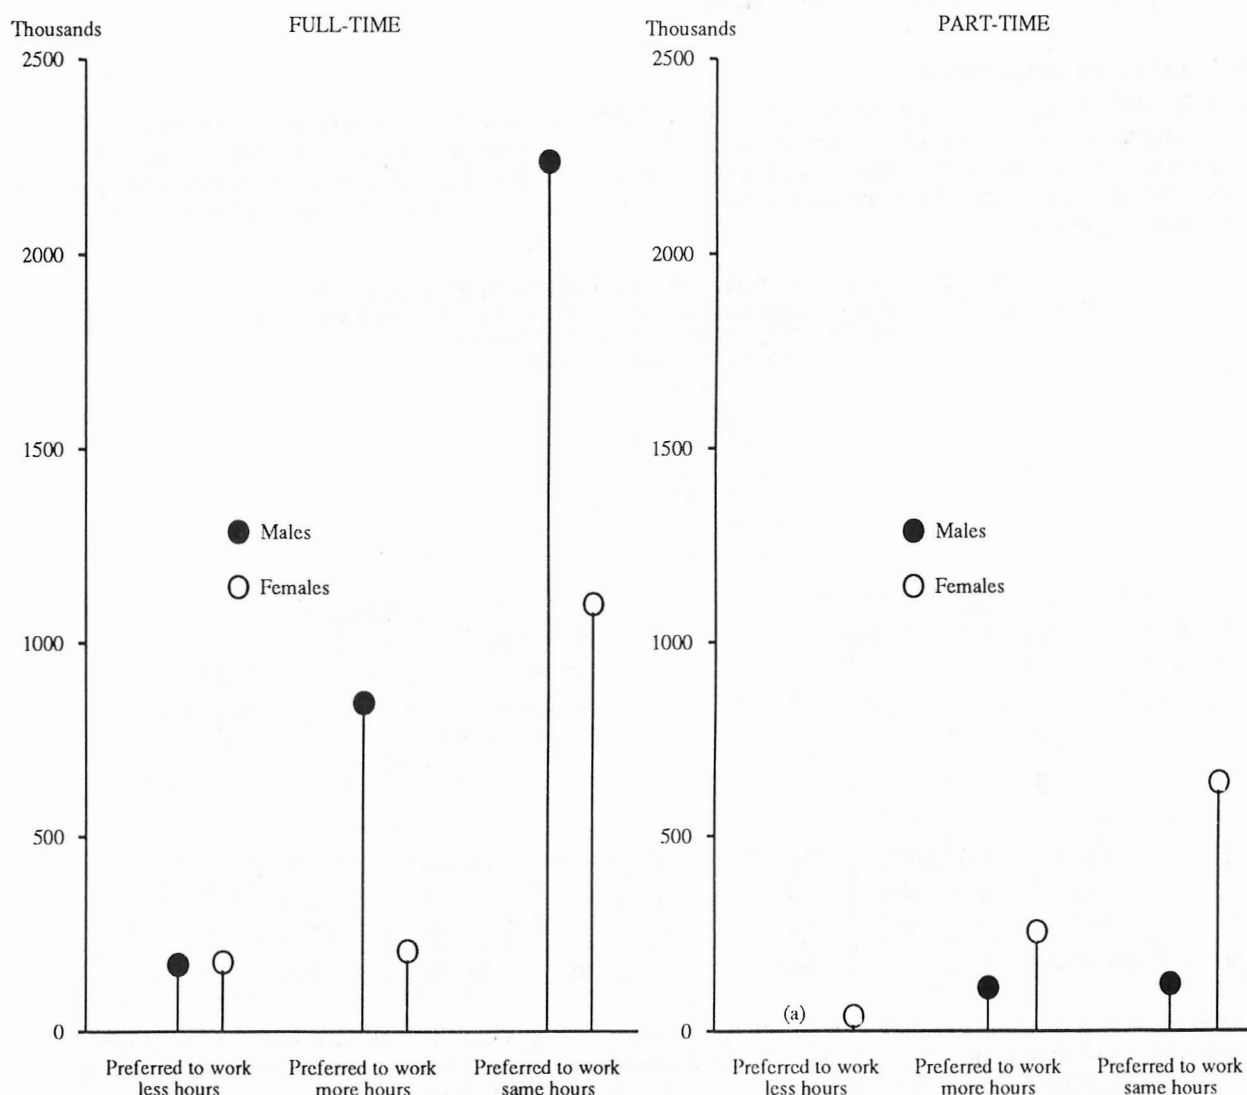 FULL-TIME
Thousands
2500
2000
1500
1000
500
0
Males
Females
Preferred to work
less hours
Preferred to work
more hours
Preferred to work
same hours
PART-TIME
Thousands
2500
2000
1500
1000
500
0
Males
Females
(a)
Preferred to work
less hours
Preferred to work
more hours
Preferred to work
same hours